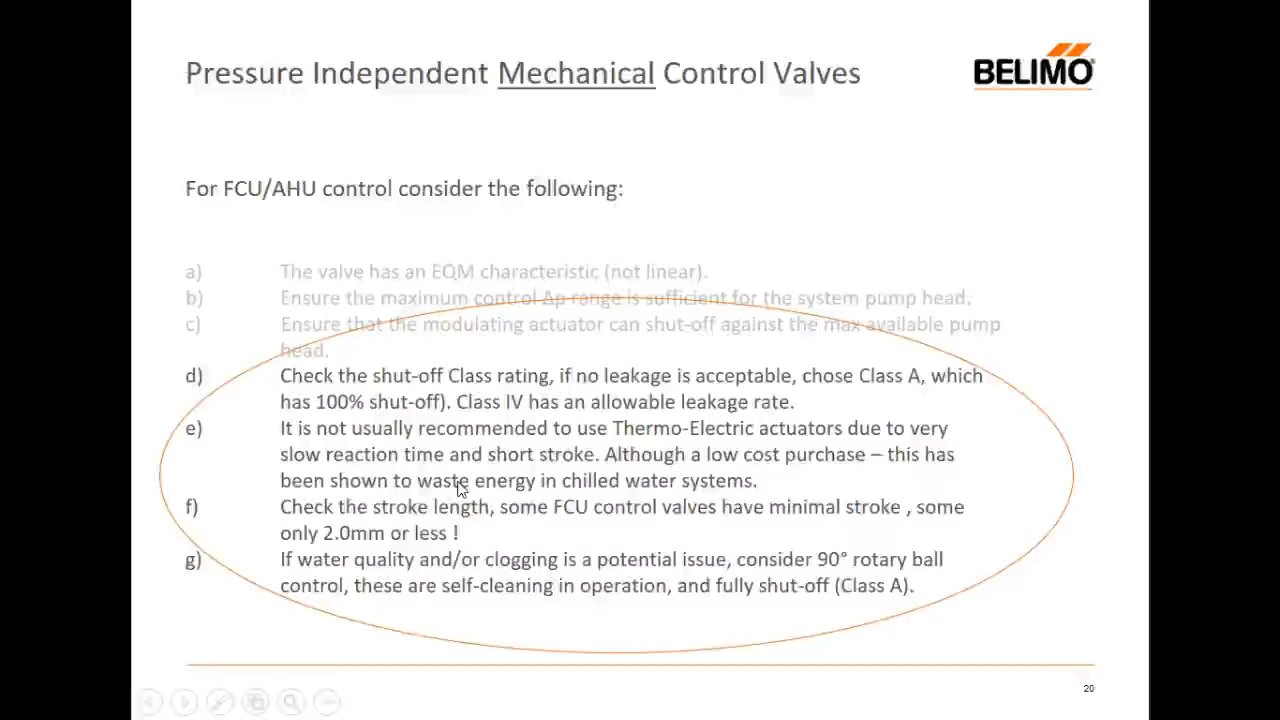 Pressure Independent Mechanical Control Valves
BELIMO
For FCU/AHU control consider the following:
a) The valve has an EQM characteristic (not linear).
b) Ensure the maximum control Δp range is sufficient for the system pump head.
c) Ensure that the modulating actuator can shut-off against the max available pump
head.
d) Check the shut-off Class rating, if no leakage is acceptable, chose Class A, which
has 100% shut-off). Class IV has an allowable leakage rate.
e) It is not usually recommended to use Thermo-Electric actuators due to very
slow reaction time and short stroke. Although a low cost purchase – this has
been shown to waste energy in chilled water systems.
f) Check the stroke length, some FCU control valves have minimal stroke , some
only 2.0mm or less !
g) If water quality and/or clogging is a potential issue, consider 90° rotary ball
control, these are self-cleaning in operation, and fully shut-off (Class A).
20